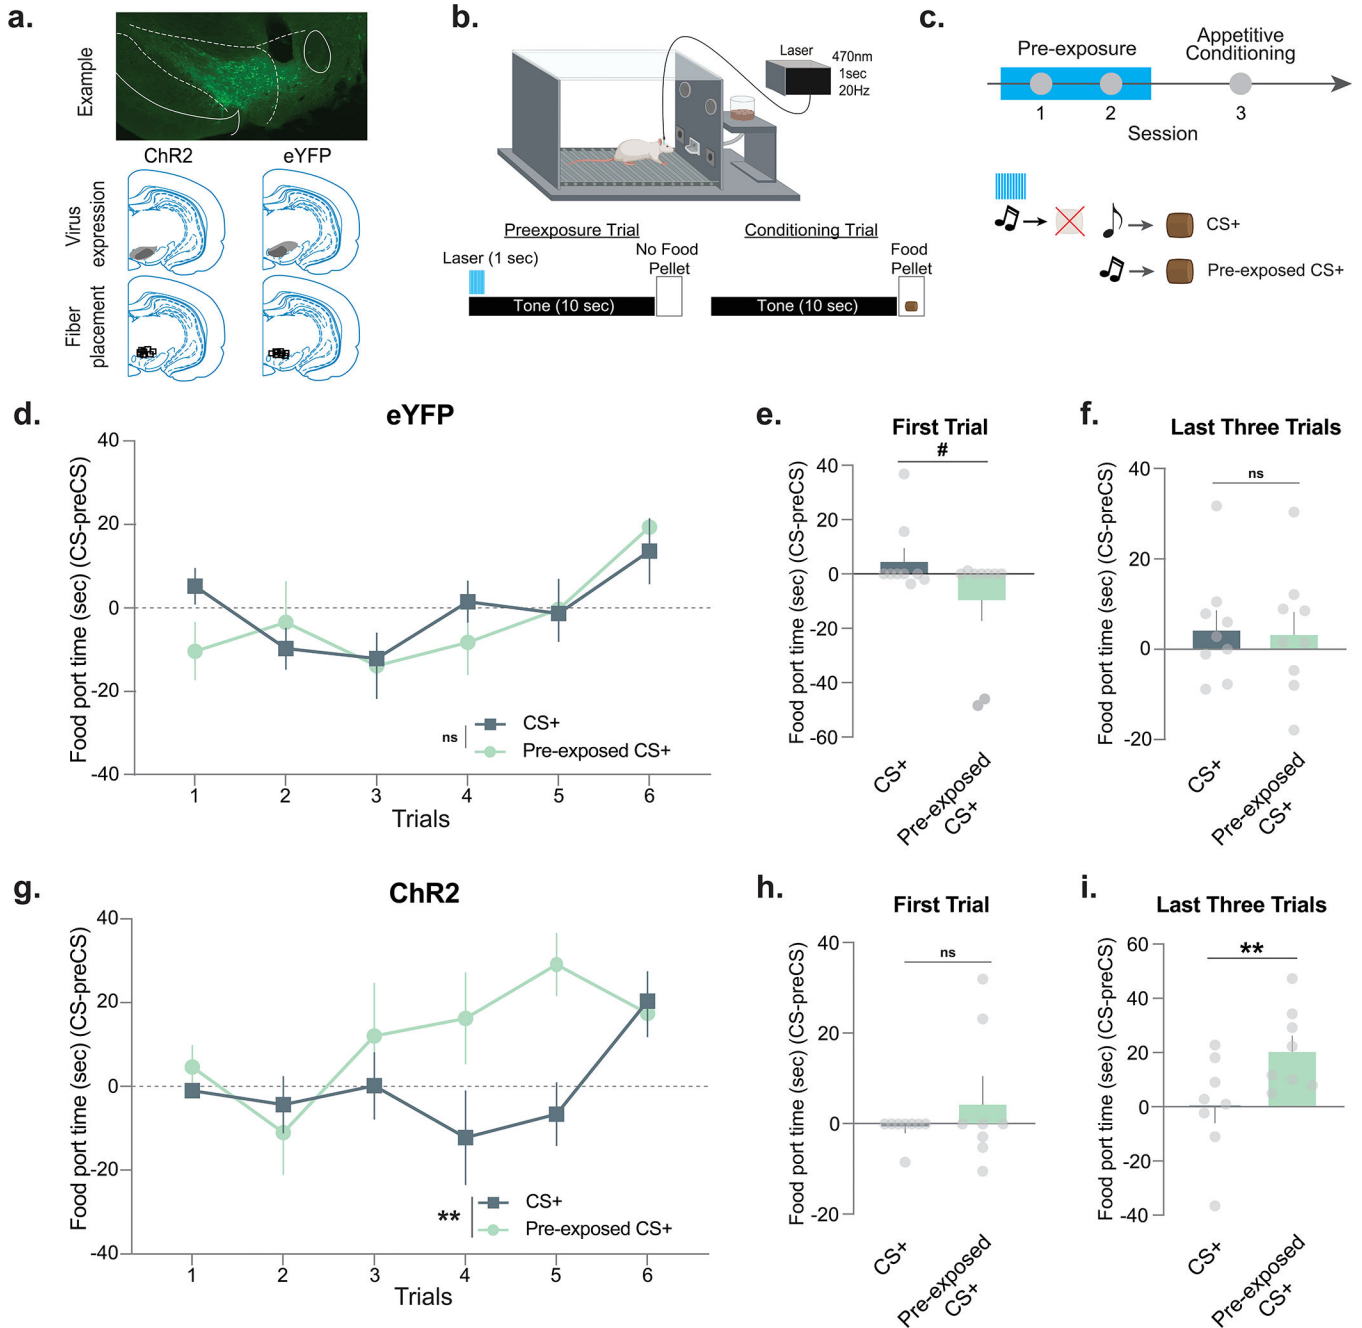 a.
Example
ChR2
eYFP
Virus
expression
Fiber
placement
b.
Laser
470nm
1sec
20Hz
Preexposure Trial
Conditioning Trial
Laser (1 sec)
No Food
Pellet
Food
Pellet
Tone (10 sec)
Tone (10 sec)
c.
Pre-exposure
Appetitive
Conditioning
1
2
3
Session
CS+
Pre-exposed CS+
d.
eYFP
Food port time (sec) (CS-preCS)
40
20
0
-20
-40
ns
CS+
Pre-exposed CS+
1
2
3
4
5
6
Trials
e.
First Trial
#
Food port time (sec) (CS-preCS)
40
20
0
-20
-40
-60
CS+
Pre-exposed
CS+
f.
Last Three Trials
ns
Food port time (sec) (CS-preCS)
40
20
0
-20
CS+
Pre-exposed
CS+
g.
ChR2
Food port time (sec) (CS-preCS)
40
20
0
-20
-40
**
CS+
Pre-exposed CS+
1
2
3
4
5
6
Trials
h.
First Trial
ns
Food port time (sec) (CS-preCS)
40
20
0
-20
CS+
Pre-exposed
CS+
i.
Last Three Trials
**
Food port time (sec) (CS-preCS)
60
40
20
0
-20
-40
CS+
Pre-exposed
CS+